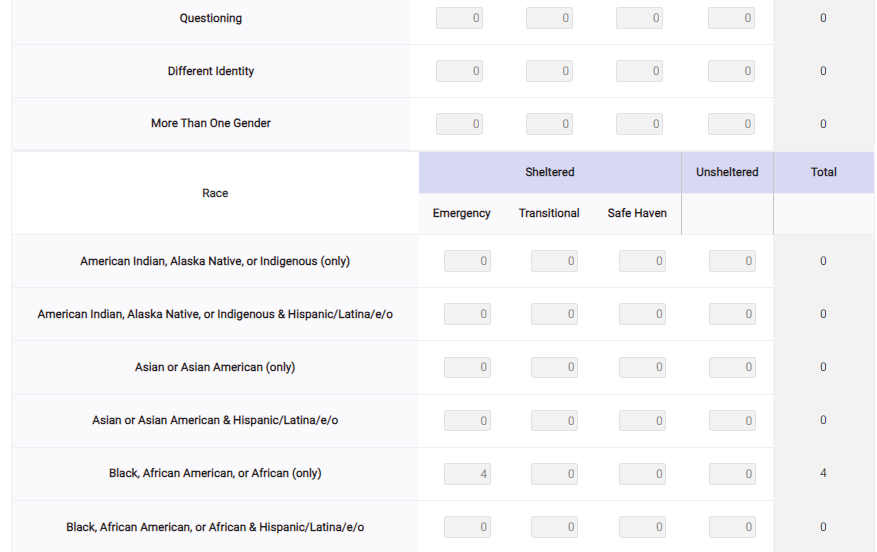 Questioning 0 0 0 0 0
Different Identity 0 0 0 0 0
More Than One Gender 0 0 0 0 0
Race Sheltered Unsheltered Total
Emergency Transitional Safe Haven
American Indian, Alaska Native, or Indigenous (only) 0 0 0 0 0
American Indian, Alaska Native, or Indigenous & Hispanic/Latina/e/o 0 0 0 0 0
Asian or Asian American (only) 0 0 0 0 0
Asian or Asian American & Hispanic/Latina/e/o 0 0 0 0 0
Black, African American, or African (only) 4 0 0 0 4
Black, African American, or African & Hispanic/Latina/e/o 0 0 0 0 0